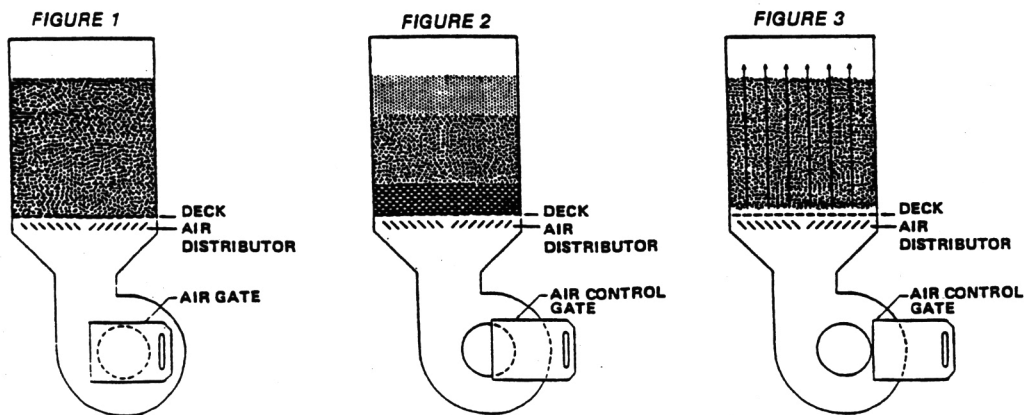 FIGURE 1
DECK
AIR
DISTRIBUTOR
AIR GATE
FIGURE 2
DECK
AIR
DISTRIBUTOR
AIR CONTROL
GATE
FIGURE 3
DECK
AIR
DISTRIBUTOR
AIR CONTROL
GATE